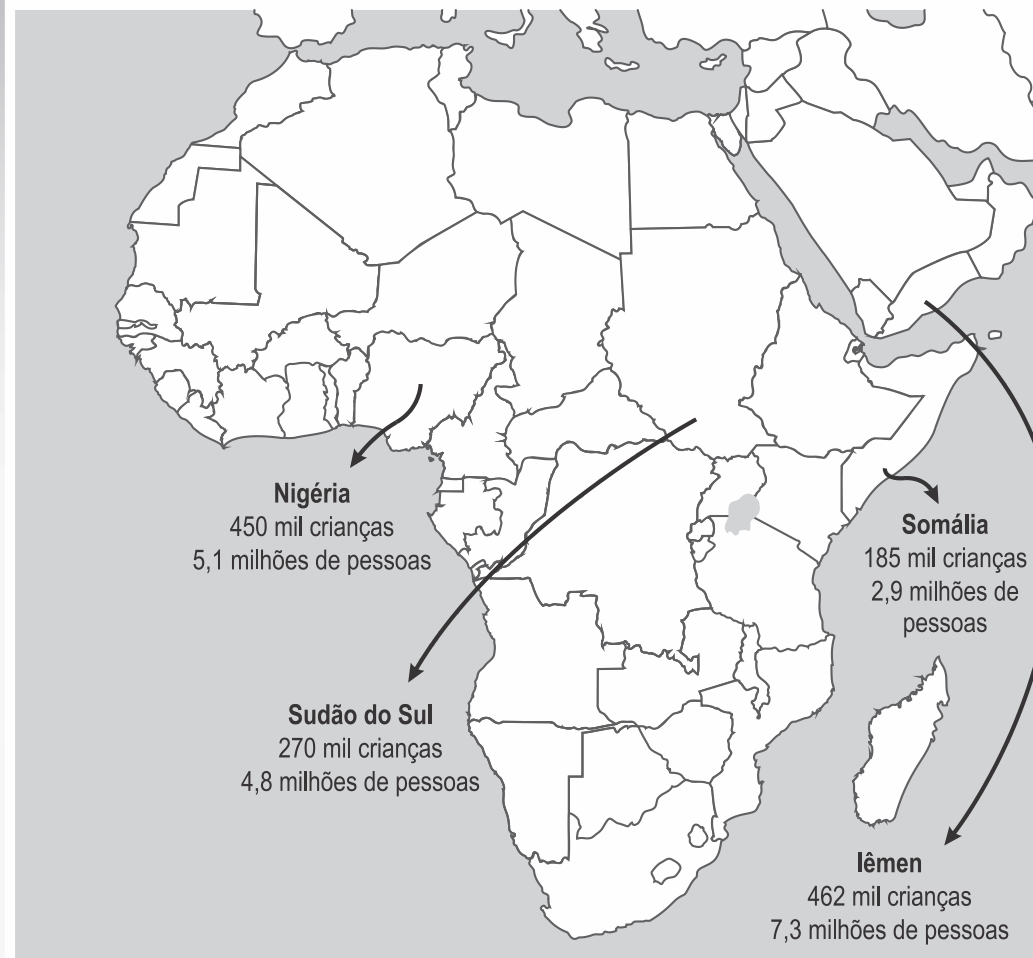 Nigéria
450 mil crianças
5,1 milhões de pessoas
Somália
185 mil crianças
2,9 milhões de
pessoas
Sudão do Sul
270 mil crianças
4,8 milhões de pessoas
Iêmen
462 mil crianças
7,3 milhões de pessoas